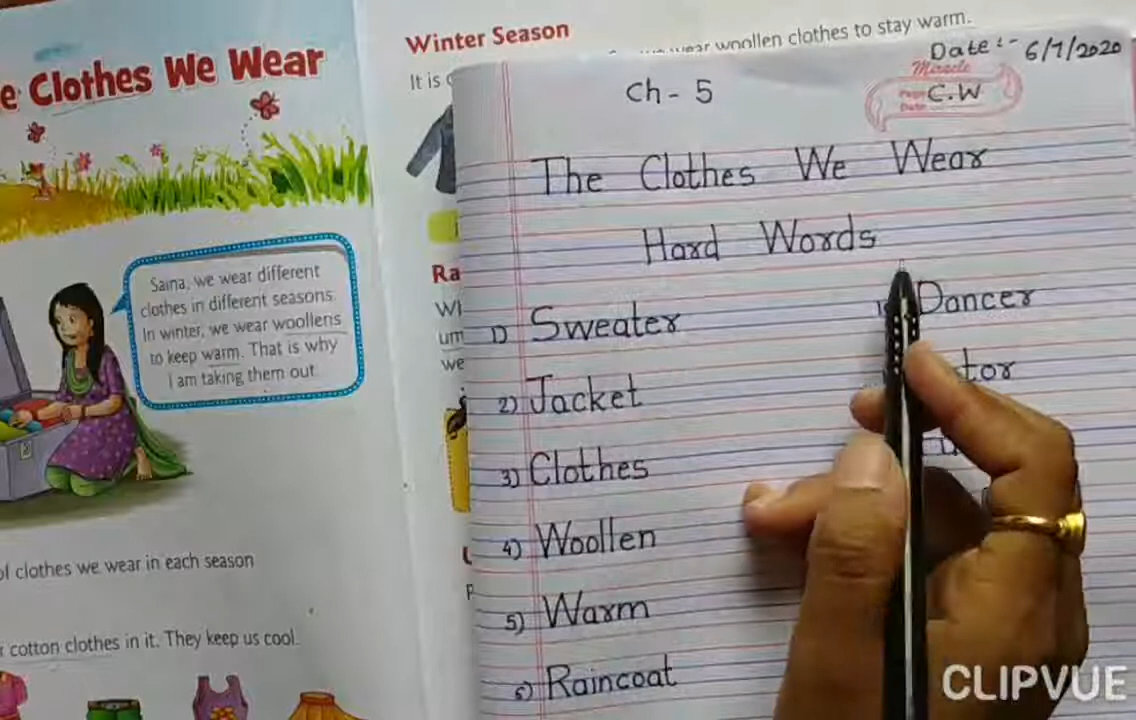 e Clothes We Wear
Saina, we wear different
clothes in different seasons.
In winter, we wear woollens
to keep warm. That is why
I am taking them out.
of clothes we wear in each season
cotton clothes in it. They keep us cool.
Winter Season
wear woollen clothes to stay warm.
It is
Ra
um
we
Date :- 6/7/2020
Miracle
Ch - 5
C.W
Date
The Clothes We Wear
Hard Words
1) Sweater
2) Jacket
3) Clothes
4) Woollen
5) Warm
6) Raincoat
Dancer
tor
CLIPVUE